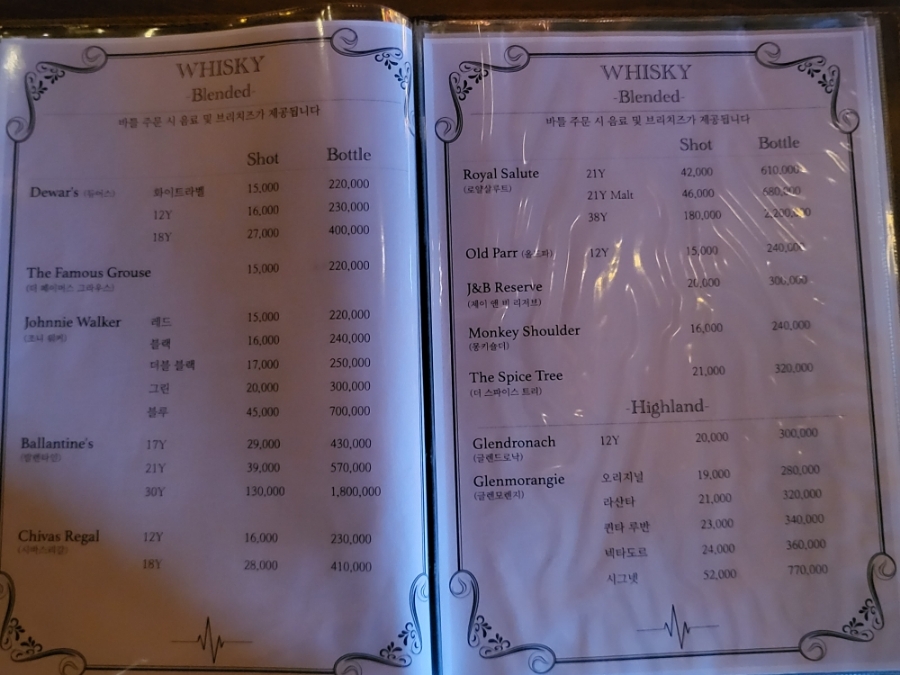 WHISKY
-Blended-
바틀 주문 시 음료 및 브리치즈가 제공됩니다
Shot Bottle
Dewar's (듀어스) 화이트라벨 15,000 220,000
12Y 16,000 230,000
18Y 27,000 400,000
The Famous Grouse 15,000 220,000
(더 페이머스 그라우스)
Johnnie Walker 레드 15,000 220,000
(조니 워커) 블랙 16,000 240,000
더블 블랙 17,000 250,000
그린 20,000 300,000
블루 45,000 700,000
Ballantine's 17Y 29,000 430,000
(발렌타인) 21Y 39,000 570,000
30Y 130,000 1,800,000
Chivas Regal 12Y 16,000 230,000
(시바스리갈)
18Y 28,000 410,000
WHISKY
-Blended-
바틀 주문 시 음료 및 브리치즈가 제공됩니다
Shot Bottle
Royal Salute 21Y 42,000 610,000
(로얄살루트) 21Y Malt 46,000 680,000
38Y 180,000 2,200,000
Old Parr (올드파) 12Y 15,000 240,000
J&B Reserve 20,000 300,000
(제이 앤 비 리저브)
Monkey Shoulder 16,000 240,000
(몽키숄더)
The Spice Tree 21,000 320,000
(더 스파이스 트리)
-Highland-
Glendronach 12Y 20,000 300,000
(글렌드로낙)
Glenmorangie 오리지널 19,000 280,000
(글렌모렌지) 라산타 21,000 320,000
퀸타 루반 23,000 340,000
넥타도르 24,000 360,000
시그넷 52,000 770,000